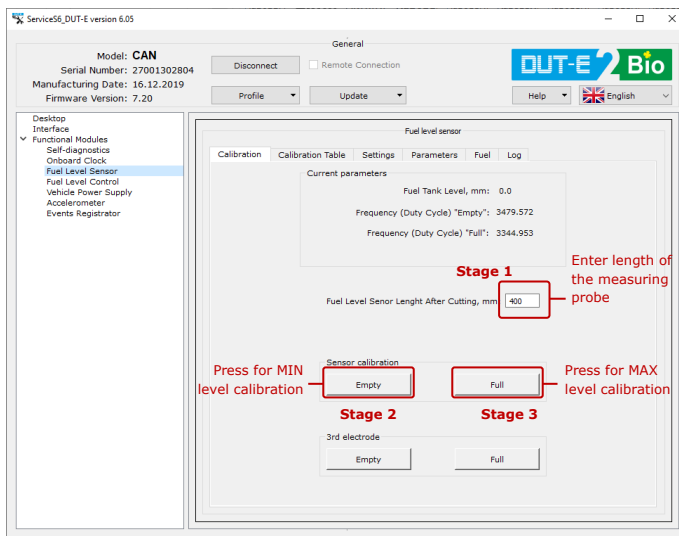 ServiceS6_DUT-E version 6.05
General
Model: CAN
Serial Number: 27001302804
Manufacturing Date: 16.12.2019
Firmware Version: 7.20
Disconnect
Remote Connection
Profile
Update
DUT-E 2 Bio
Help
English
Desktop
Interface
Functional Modules
Self-diagnostics
Onboard Clock
Fuel Level Sensor
Fuel Level Control
Vehicle Power Supply
Accelerometer
Events Registrator
Fuel level sensor
Calibration
Calibration Table
Settings
Parameters
Fuel
Log
Current parameters
Fuel Tank Level, mm: 0.0
Frequency (Duty Cycle) "Empty": 3479.572
Frequency (Duty Cycle) "Full": 3344.953
Stage 1
Enter length of
the measuring
probe
Fuel Level Senor Lenght After Cutting, mm 400
Sensor calibration
Press for MIN
level calibration
Empty
Full
Press for MAX
level calibration
Stage 2
Stage 3
3rd electrode
Empty
Full